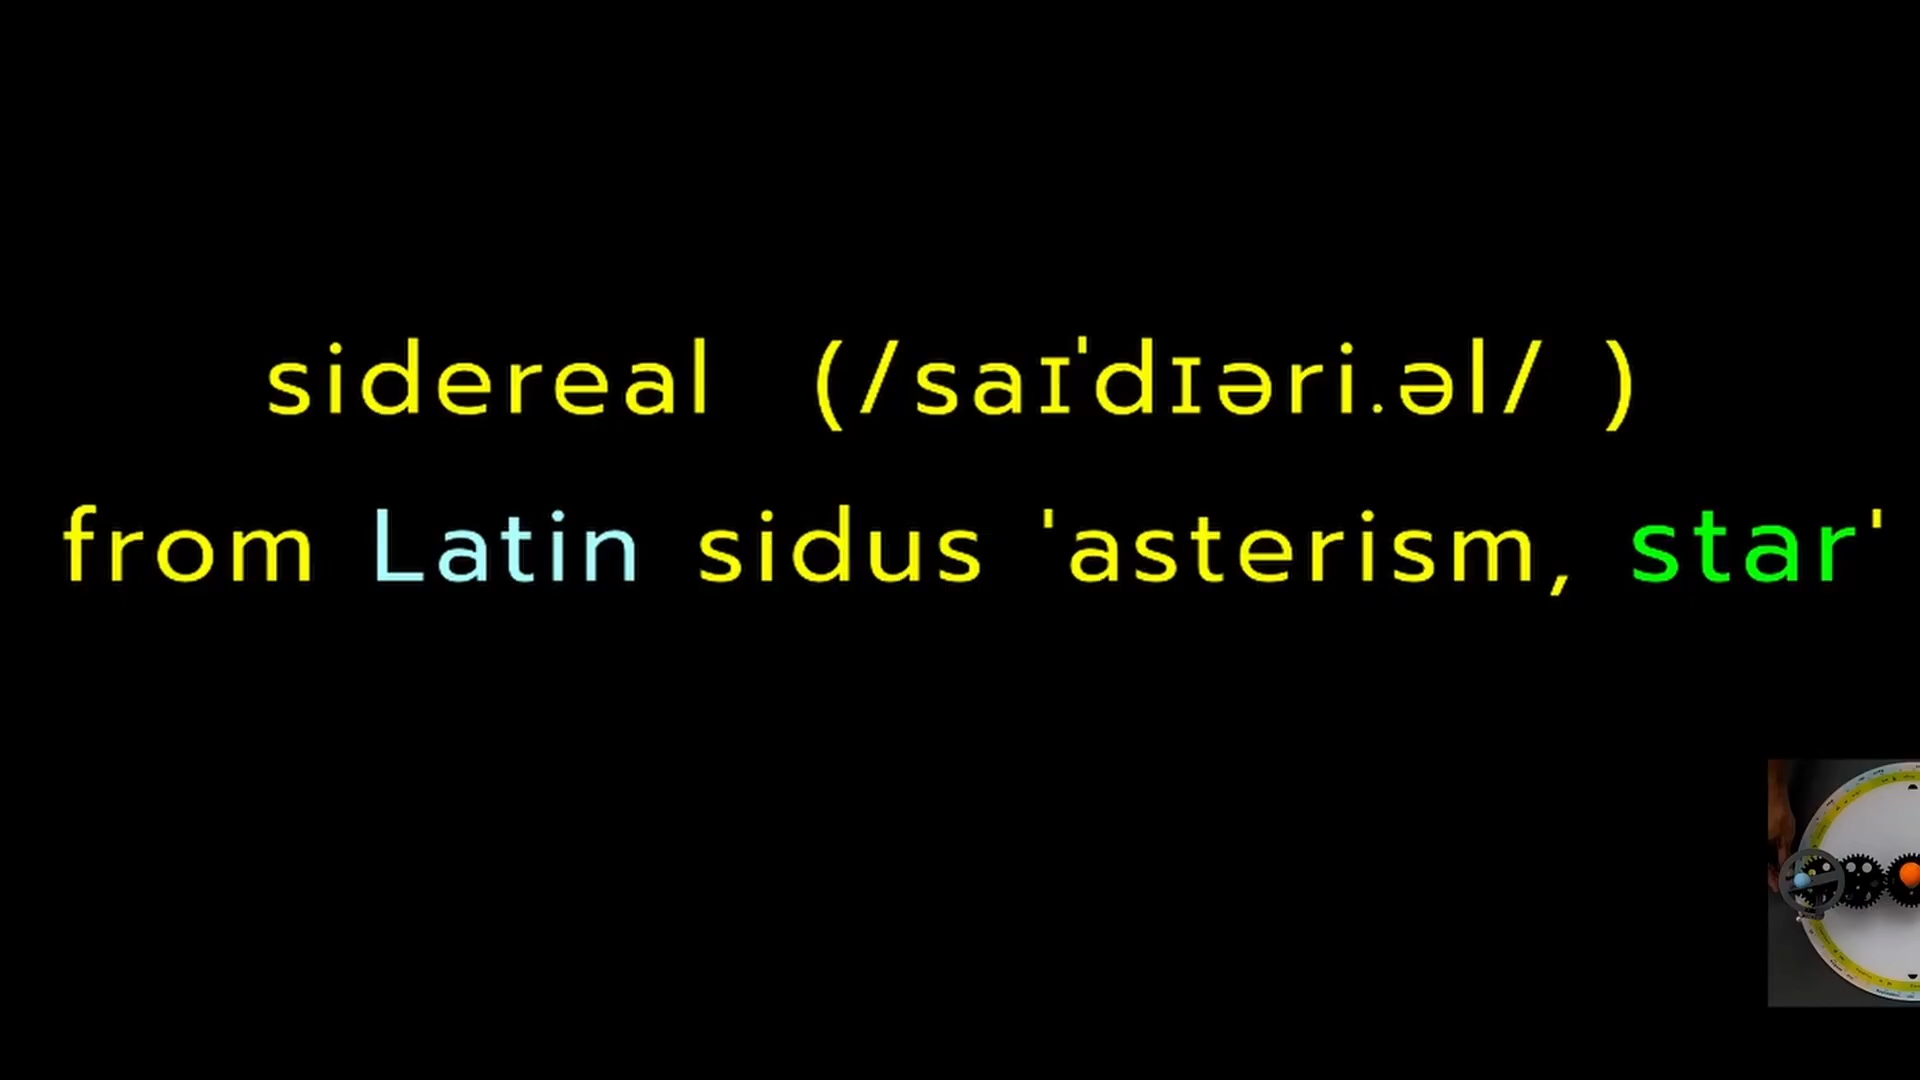 sidereal (/saɪˈdɪəri.əl/ )
from Latin sidus 'asterism, star'